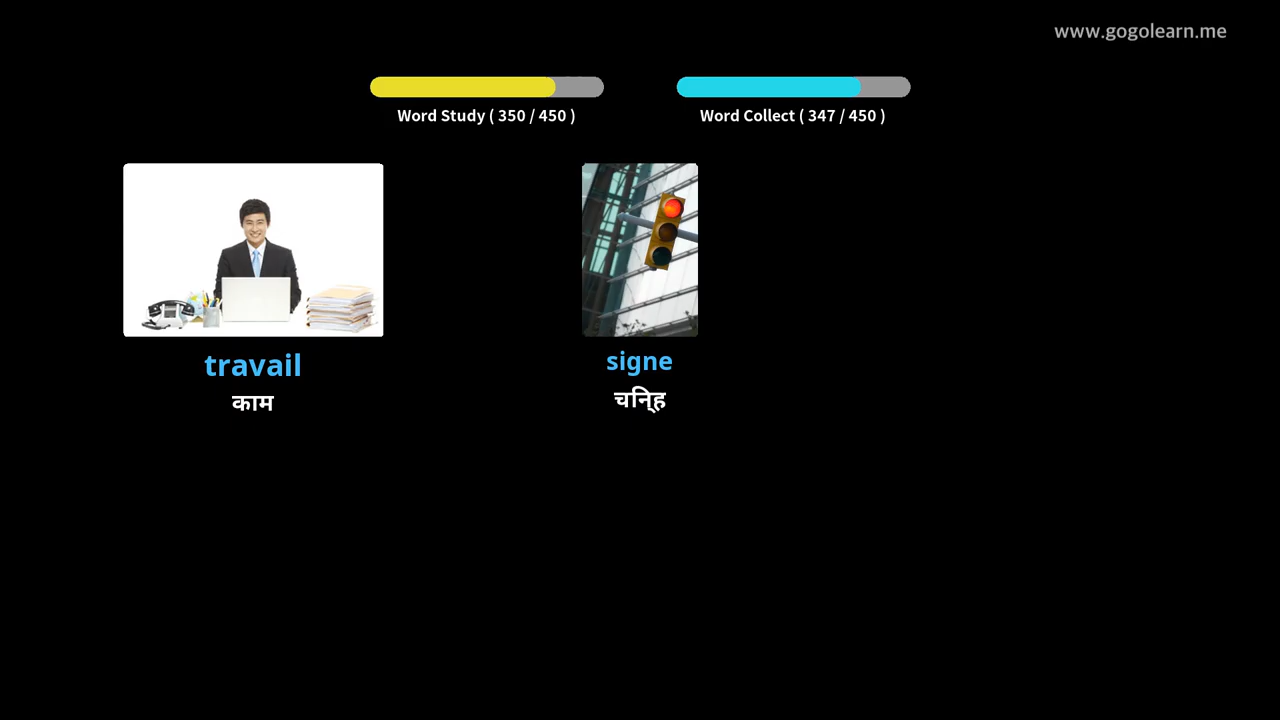 www.gogolearn.me
Word Study ( 350 / 450 )
Word Collect ( 347 / 450 )
travail
signe
काम
चिन्ह